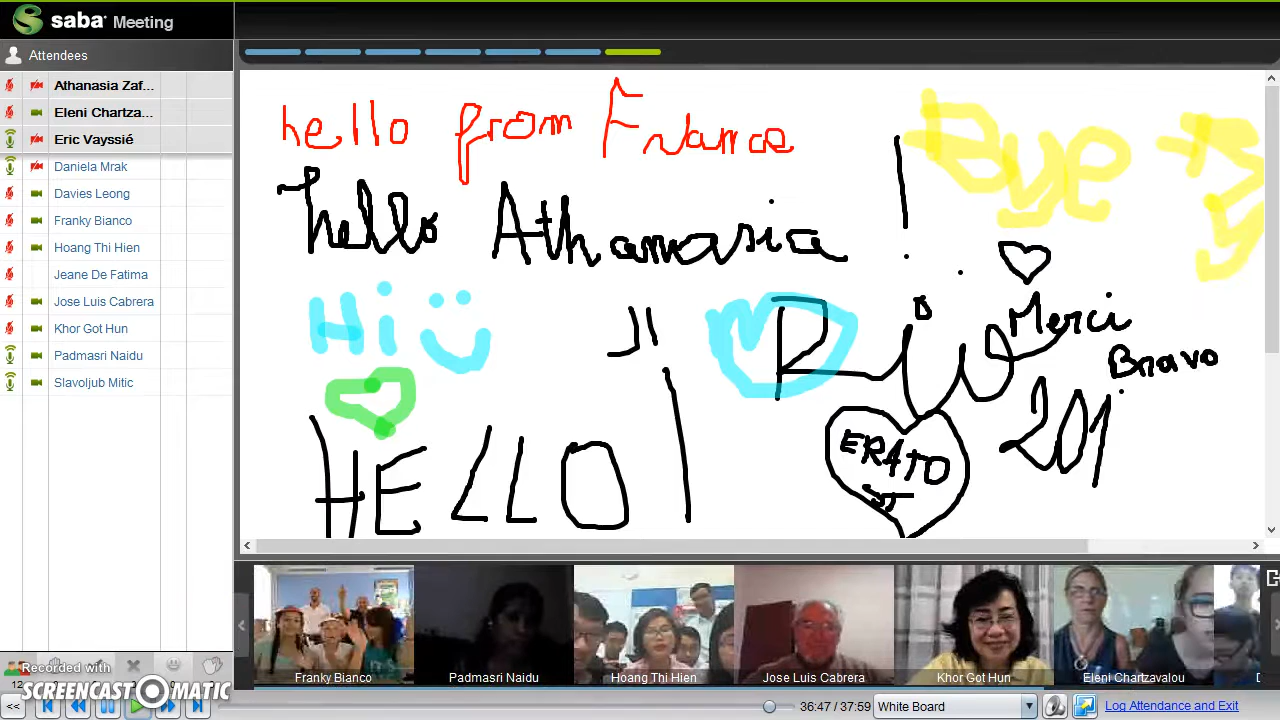 saba Meeting
Attendees
Athanasia Zaf...
Eleni Chartza...
Eric Vayssié
Daniela Mrak
Davies Leong
Franky Bianco
Hoang Thi Hien
Jeane De Fatima
Jose Luis Cabrera
Khor Got Hun
Padmasri Naidu
Slavoljub Mitic
hello from France
Bye
hello Athanasia !
Hi
Merci
Bravo
201
ERATO
HELLO !
Franky Bianco
Padmasri Naidu
Hoang Thi Hien
Jose Luis Cabrera
Khor Got Hun
Eleni Chartzavalou
D
Recorded with
SCREENCAST MATIC
<<
36:47 / 37:59
White Board
Log Attendance and Exit